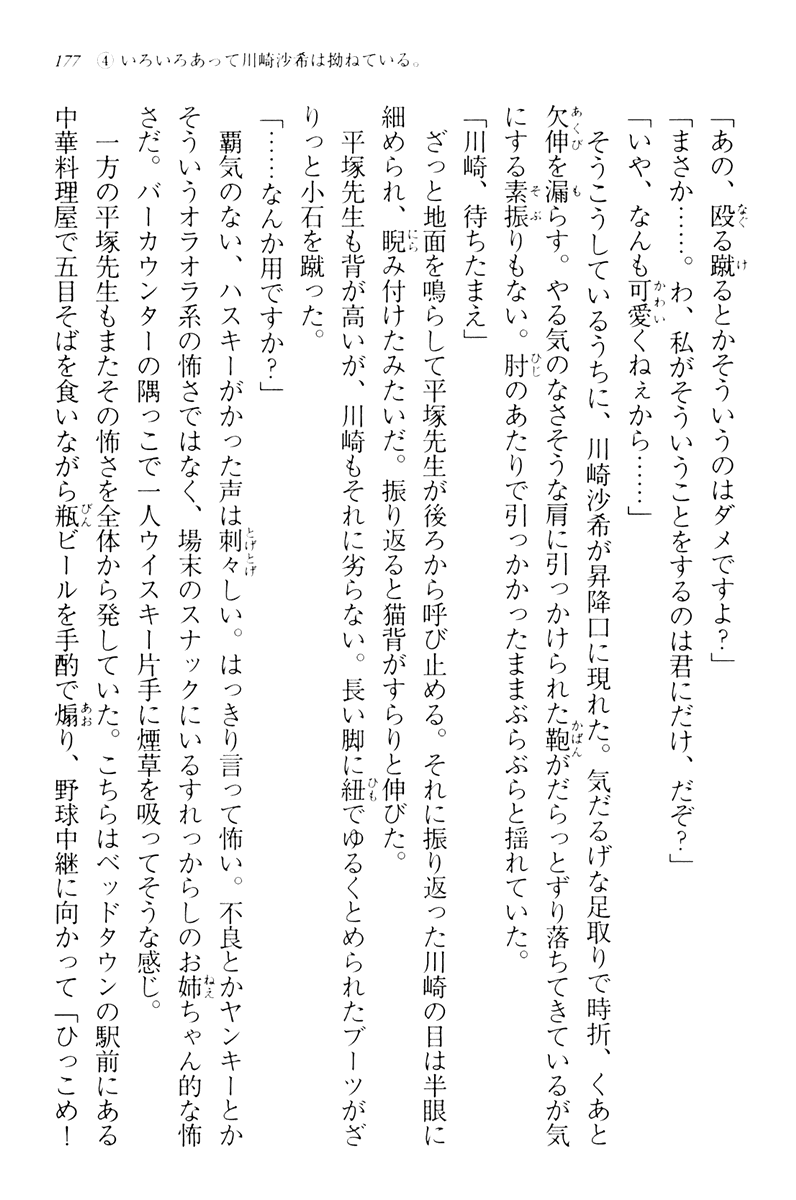 177 ④いろいろあって川崎沙希は拗ねている。
「あの、殴る蹴るとかそういうのはダメですよ？」
「まさか……。わ、私がそういうことをするのは君にだけ、だぞ？」
「いや、なんも可愛くねぇから……」
　そうこうしているうちに、川崎沙希が昇降口に現れた。気だるげな足取りで時折、くあと
欠伸を漏らす。やる気のなさそうな肩に引っかけられた鞄がだらっとずり落ちてきているが気
にする素振りもない。肘のあたりで引っかかったままぶらぶらと揺れていた。
「川崎、待ちたまえ」
　ざっと地面を鳴らして平塚先生が後ろから呼び止める。それに振り返った川崎の目は半眼に
細められ、睨み付けたみたいだ。振り返ると猫背がすらりと伸びた。
　平塚先生も背が高いが、川崎もそれに劣らない。長い脚に紐でゆるくとめられたブーツがざ
りっと小石を蹴った。
「……なんか用ですか？」
　覇気のない、ハスキーがかった声は刺々しい。はっきり言って怖い。不良とかヤンキーとか
そういうオラオラ系の怖さではなく、場末のスナックにいるすれっからしのお姉ちゃん的な怖
さだ。バーカウンターの隅っこで一人ウイスキー片手に煙草を吸ってそうな感じ。
　一方の平塚先生もまたその怖さを全体から発していた。こちらはベッドタウンの駅前にある
中華料理屋で五目そばを食いながら瓶ビールを手酌で煽り、野球中継に向かって「ひっこめ！